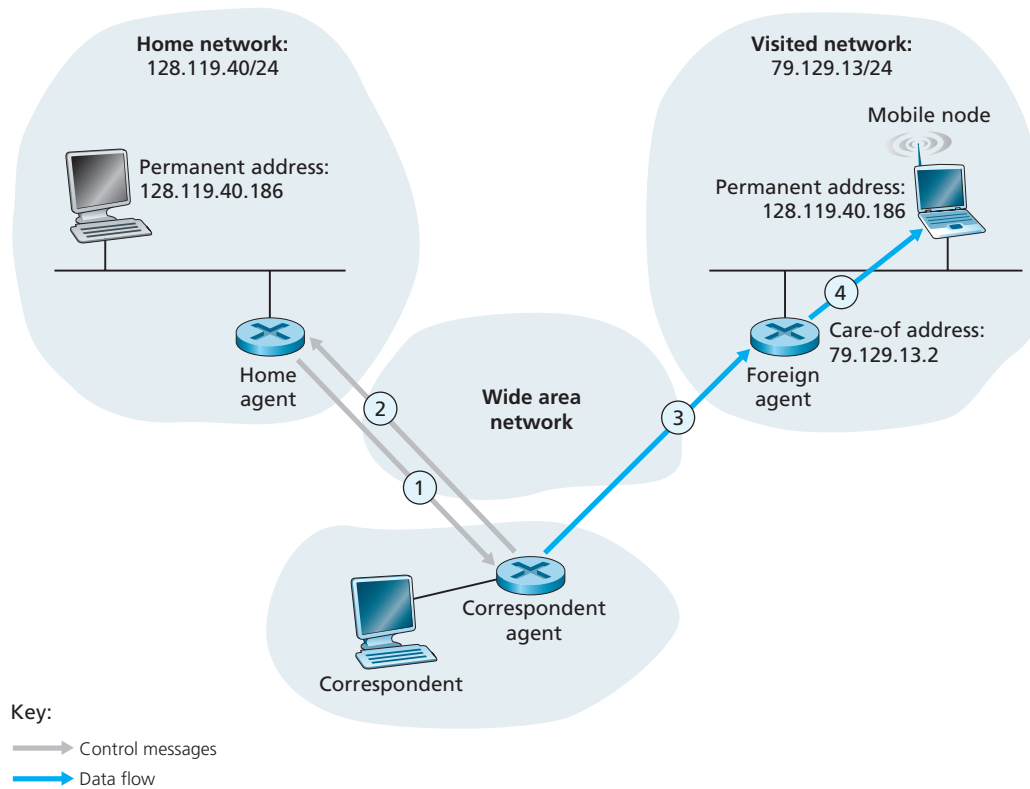 Home network:
128.119.40/24
Visited network:
79.129.13/24
Mobile node
Permanent address:
128.119.40.186
Permanent address:
128.119.40.186
4
Care-of address:
79.129.13.2
Home
agent
Foreign
agent
Wide area
network
2
3
1
Correspondent
agent
Correspondent
Key:
Control messages
Data flow